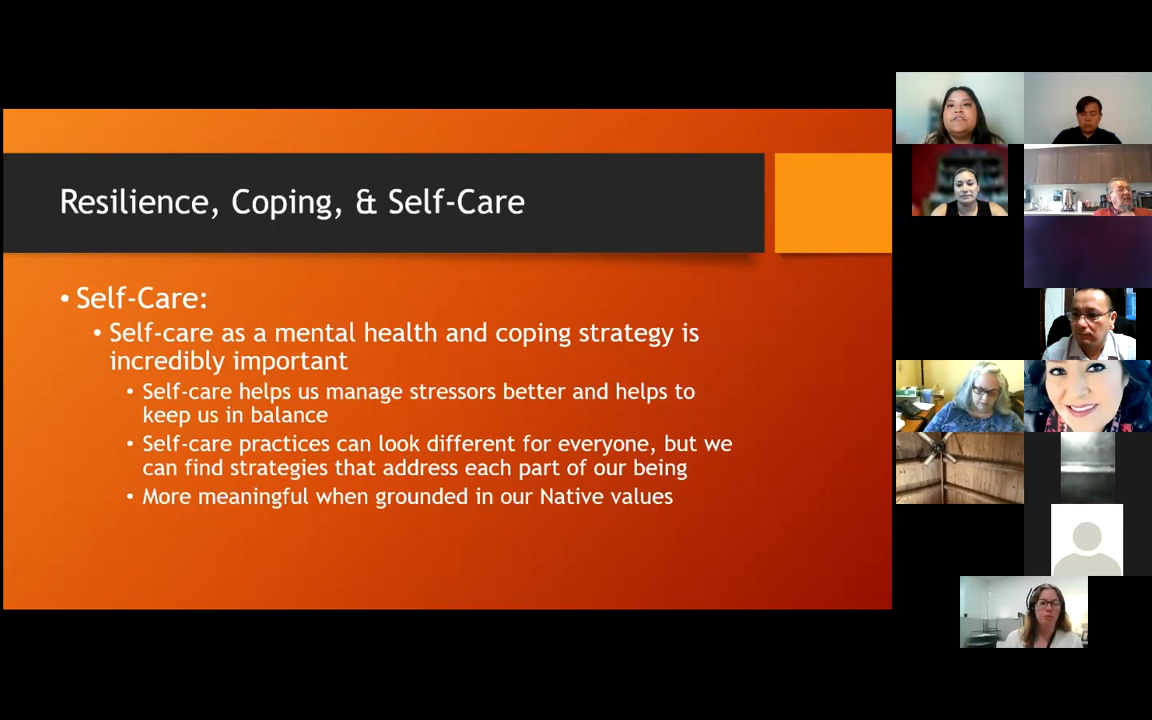 Resilience, Coping, & Self-Care
• Self-Care:
• Self-care as a mental health and coping strategy is
incredibly important
• Self-care helps us manage stressors better and helps to
keep us in balance
• Self-care practices can look different for everyone, but we
can find strategies that address each part of our being
• More meaningful when grounded in our Native values